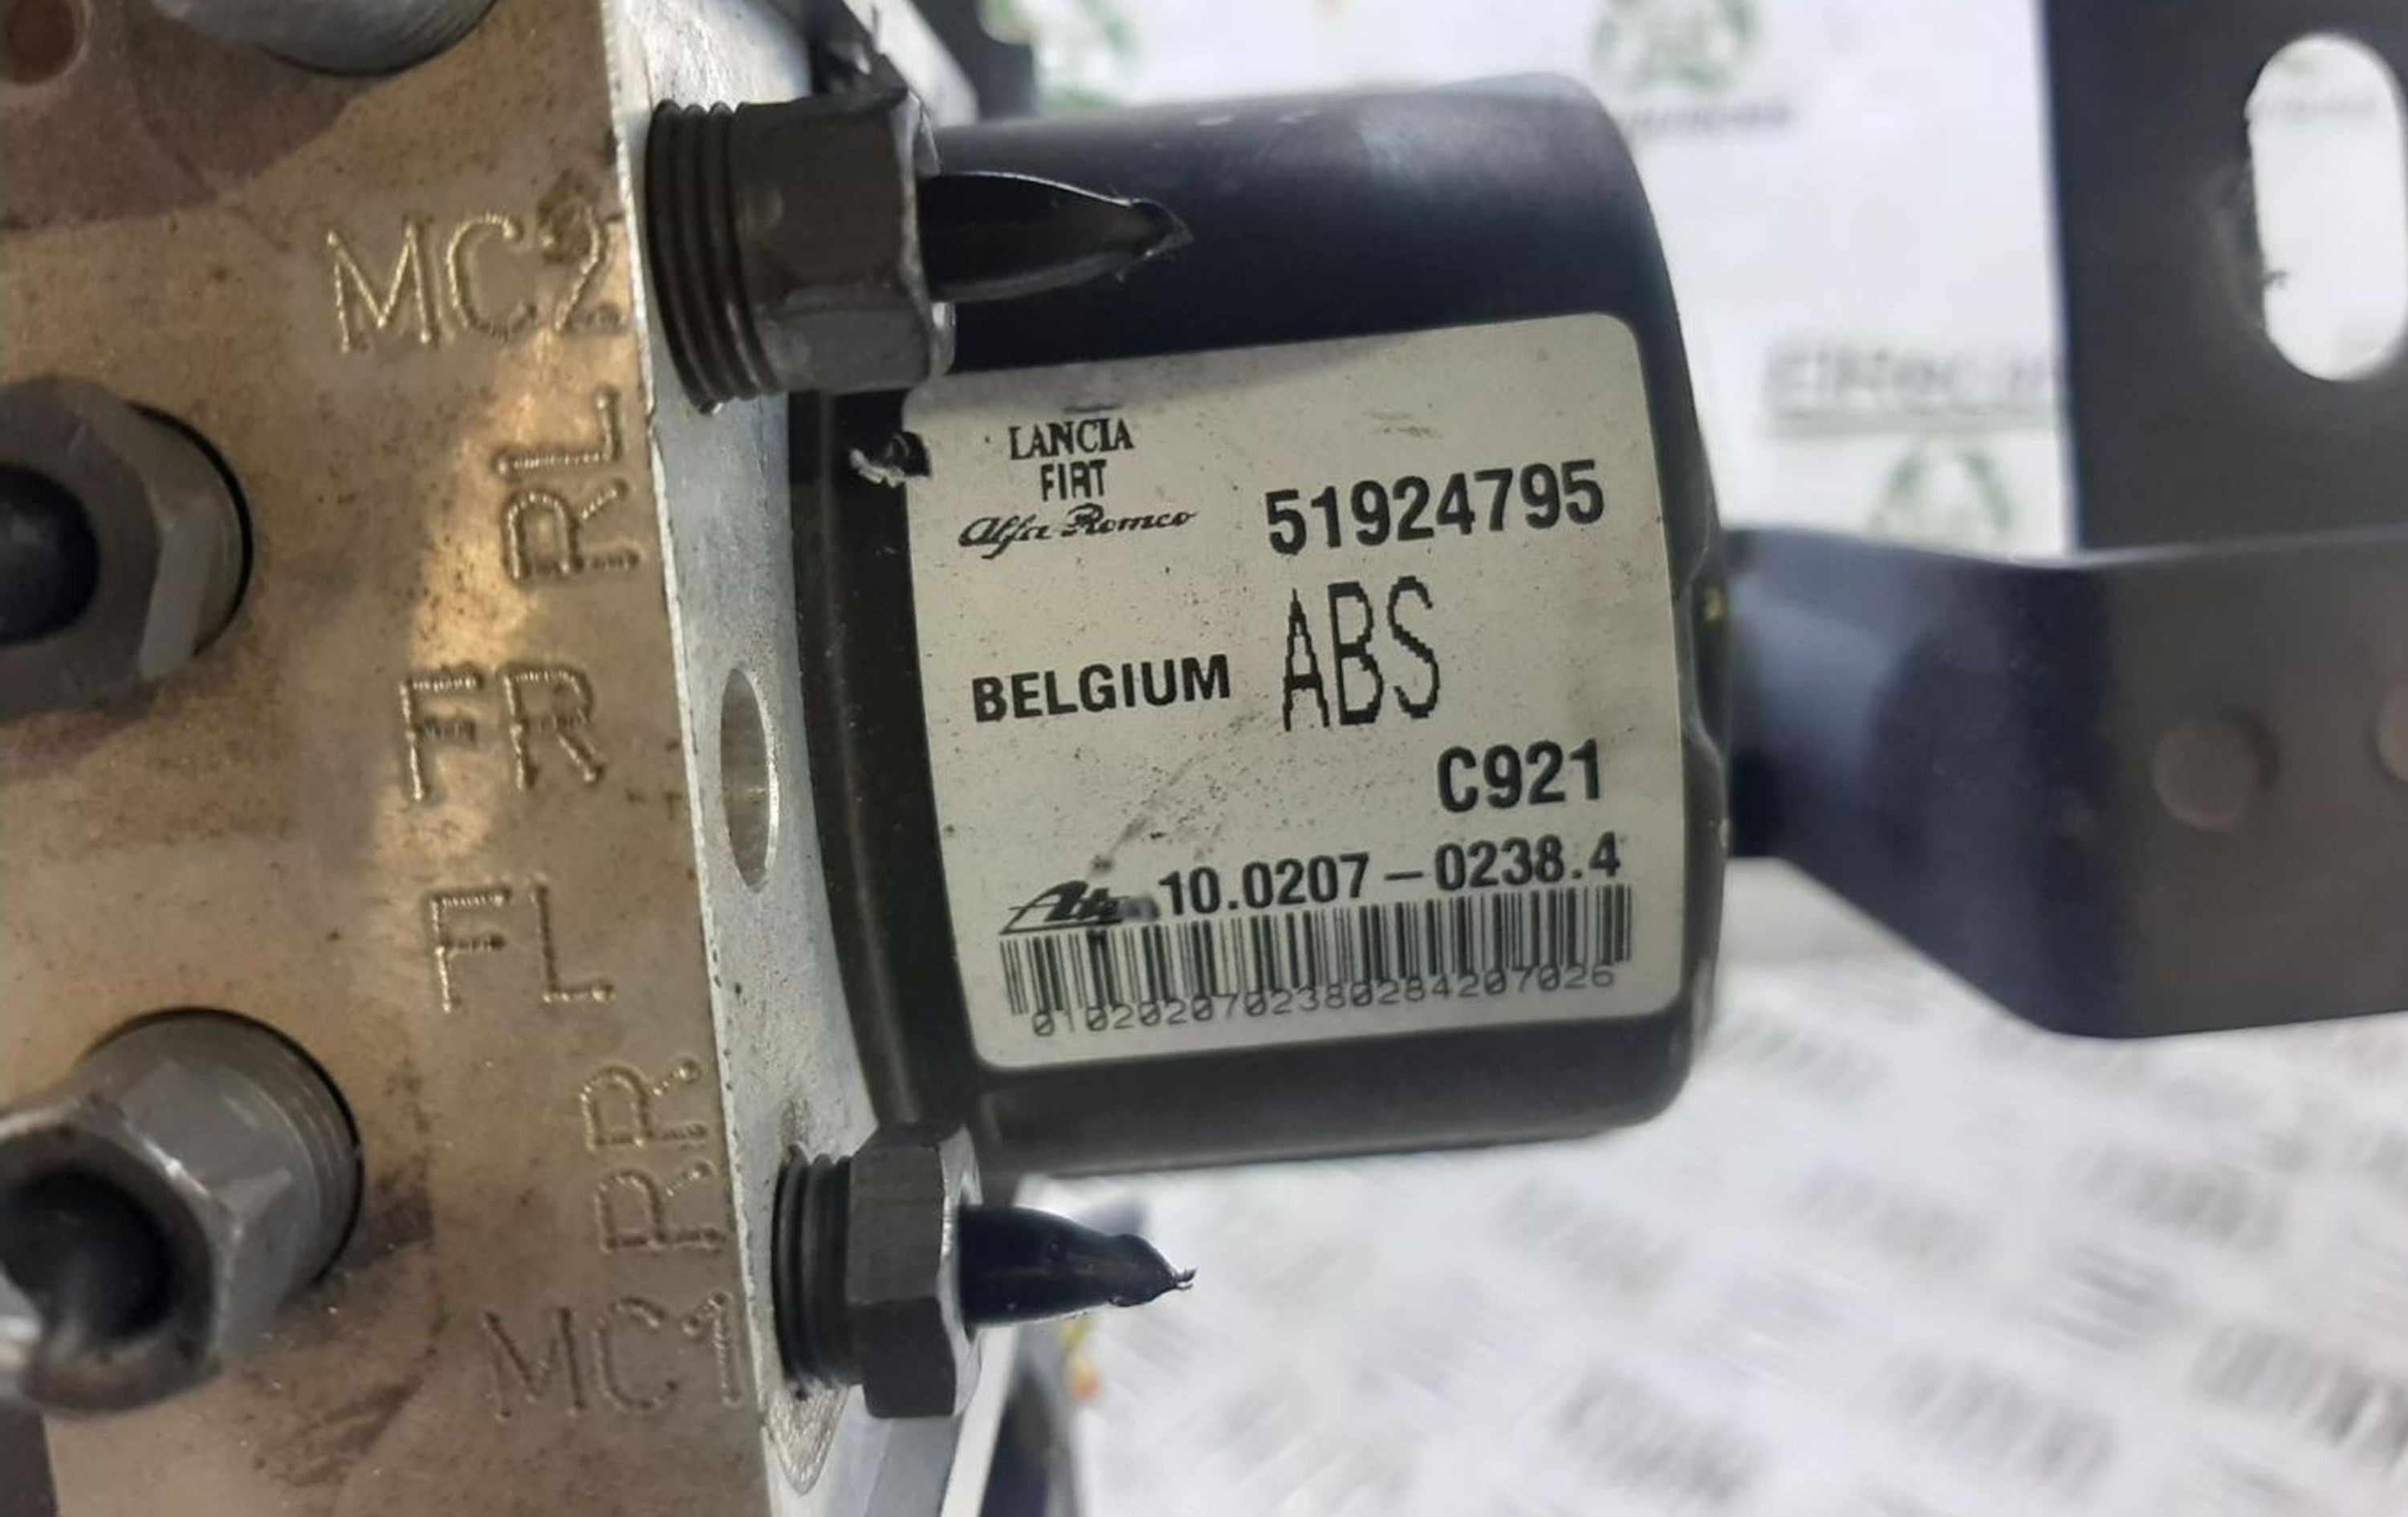 MC2
RL
FR
FL
RR
MC1
LANCIA
FIAT
Alfa Romeo
51924795
BELGIUM ABS
C921
Ate 10.0207-0238.4
0102020702380284207026